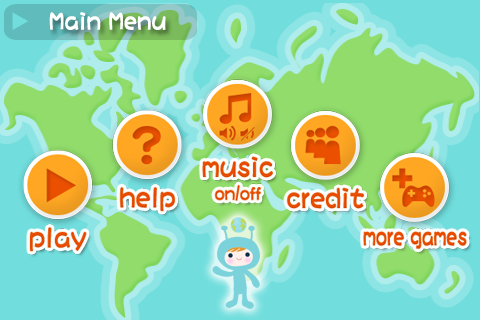 Main Menu
play
help
music
on/off
credit
more games